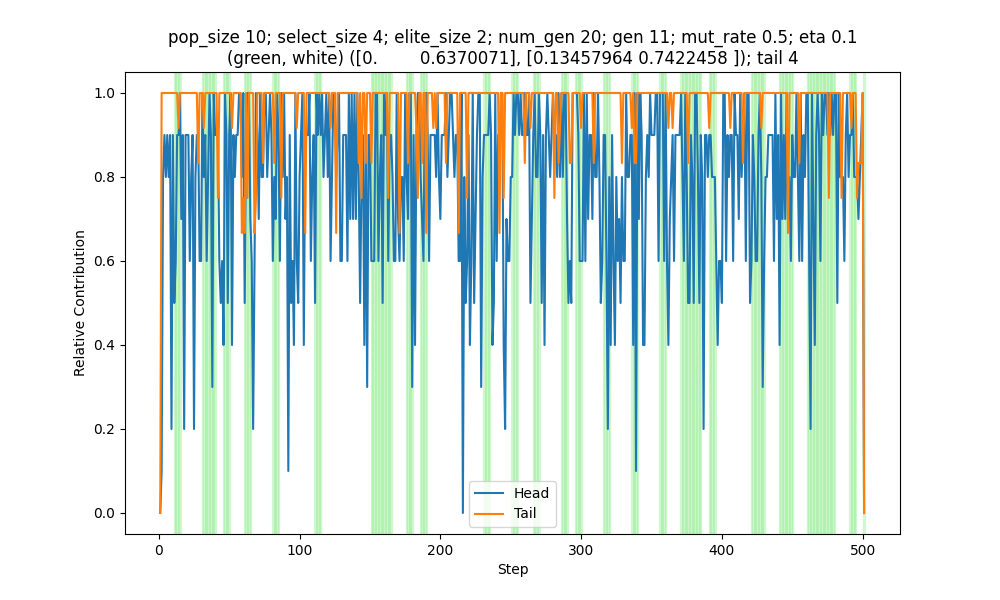 pop_size 10; select_size 4; elite_size 2; num_gen 20; gen 11; mut_rate 0.5; eta 0.1
(green, white) ([0. 0.6370071], [0.13457964 0.7422458 ]); tail 4
1.0
0.8
0.6
0.4
0.2
0.0
Relative Contribution
Head
Tail
0
100
200
300
400
500
Step